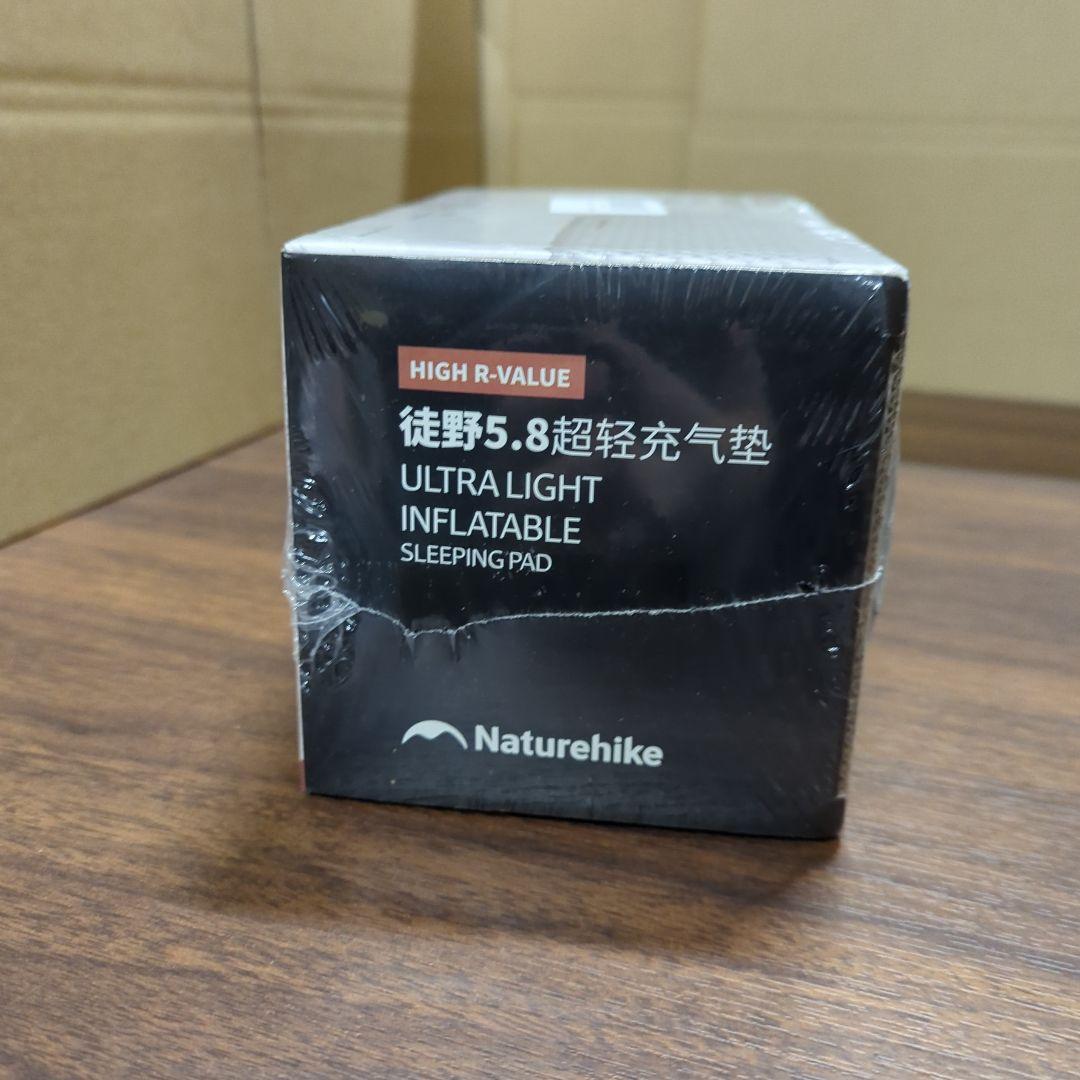 HIGH R-VALUE
徒野5.8超轻充气垫
ULTRA LIGHT
INFLATABLE
SLEEPING PAD
Naturehike